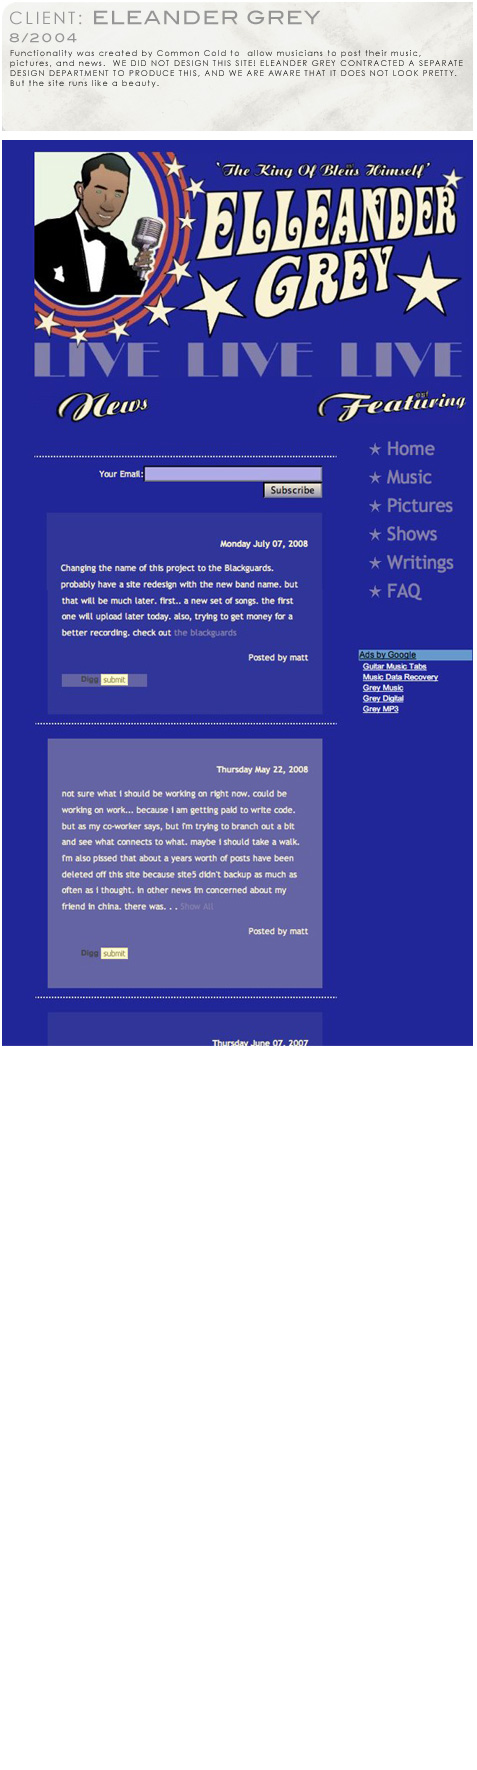 CLIENT: ELEANDER GREY
8/2004
Functionality was created by Common Cold to allow musicians to post their music,
pictures, and news. WE DID NOT DESIGN THIS SITE! ELEANDER GREY CONTRACTED A SEPARATE
DESIGN DEPARTMENT TO PRODUCE THIS, AND WE ARE AWARE THAT IT DOES NOT LOOK PRETTY.
But the site runs like a beauty.
'The King Of Bleüs Himself'
ELLEANDER
GREY
LIVE LIVE LIVE
News
Featuring
Home
Music
Pictures
Shows
Writings
FAQ
Your Email:
Subscribe
Monday July 07, 2008
Changing the name of this project to the Blackguards.
probably have a site redesign with the new band name. but
that will be much later. first.. a new set of songs. the first
one will upload later today. also, trying to get money for a
better recording. check out the blackguards
Posted by matt
Digg submit
Ads by Google
Guitar Music Tabs
Music Data Recovery
Grey Music
Grey Digital
Grey MP3
Thursday May 22, 2008
not sure what i should be working on right now. could be
working on work... because i am getting paid to write code.
but as my co-worker says, but i'm trying to branch out a bit
and see what connects to what. maybe i should take a walk.
i'm also pissed that about a years worth of posts have been
deleted off this site because site5 didn't backup as much as
often as i thought. in other news im concerned about my
friend in china. there was. . . Show All
Posted by matt
Digg submit
Thursday June 07, 2007